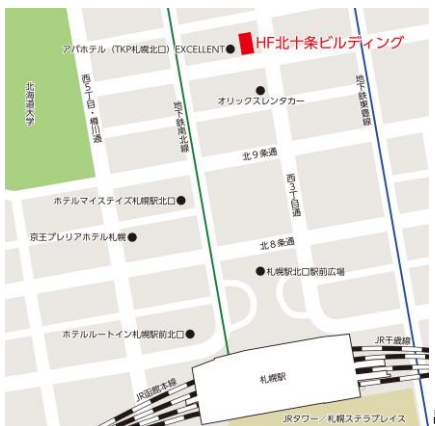 HF北十条ビルディング
アパホテル（TKP札幌北口）EXCELLENT
西5丁目・樽川通
北海道大学
地下鉄南北線
地下鉄東豊線
オリックスレンタカー
北9条通
西3丁目通
ホテルマイステイズ札幌駅北口
京王プレリアホテル札幌
北8条通
札幌駅北口駅前広場
ホテルルートイン札幌駅前北口
JR千歳線
札幌駅
JR函館本線
JRタワー／札幌ステラプレイス